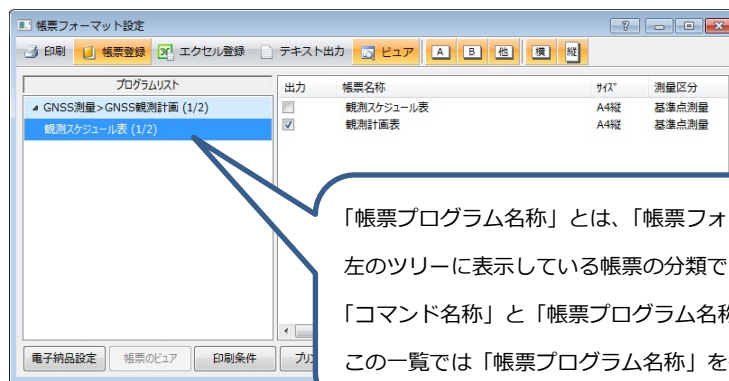 帳票フォーマット設定
印刷 帳票登録 エクセル登録 テキスト出力 ビュア A B 他 横 縦
プログラムリスト 出力 帳票名称 ｻｲｽﾞ 測量区分
GNSS測量>GNSS観測計画 (1/2) 観測スケジュール表 A4縦 基準点測量
観測スケジュール表 (1/2) 観測計画表 A4縦 基準点測量
「帳票プログラム名称」とは、「帳票フォ
左のツリーに表示している帳票の分類で
「コマンド名称」と「帳票プログラム名称
この一覧では「帳票プログラム名称」を
電子納品設定 帳票のビュア 印刷条件 プリン